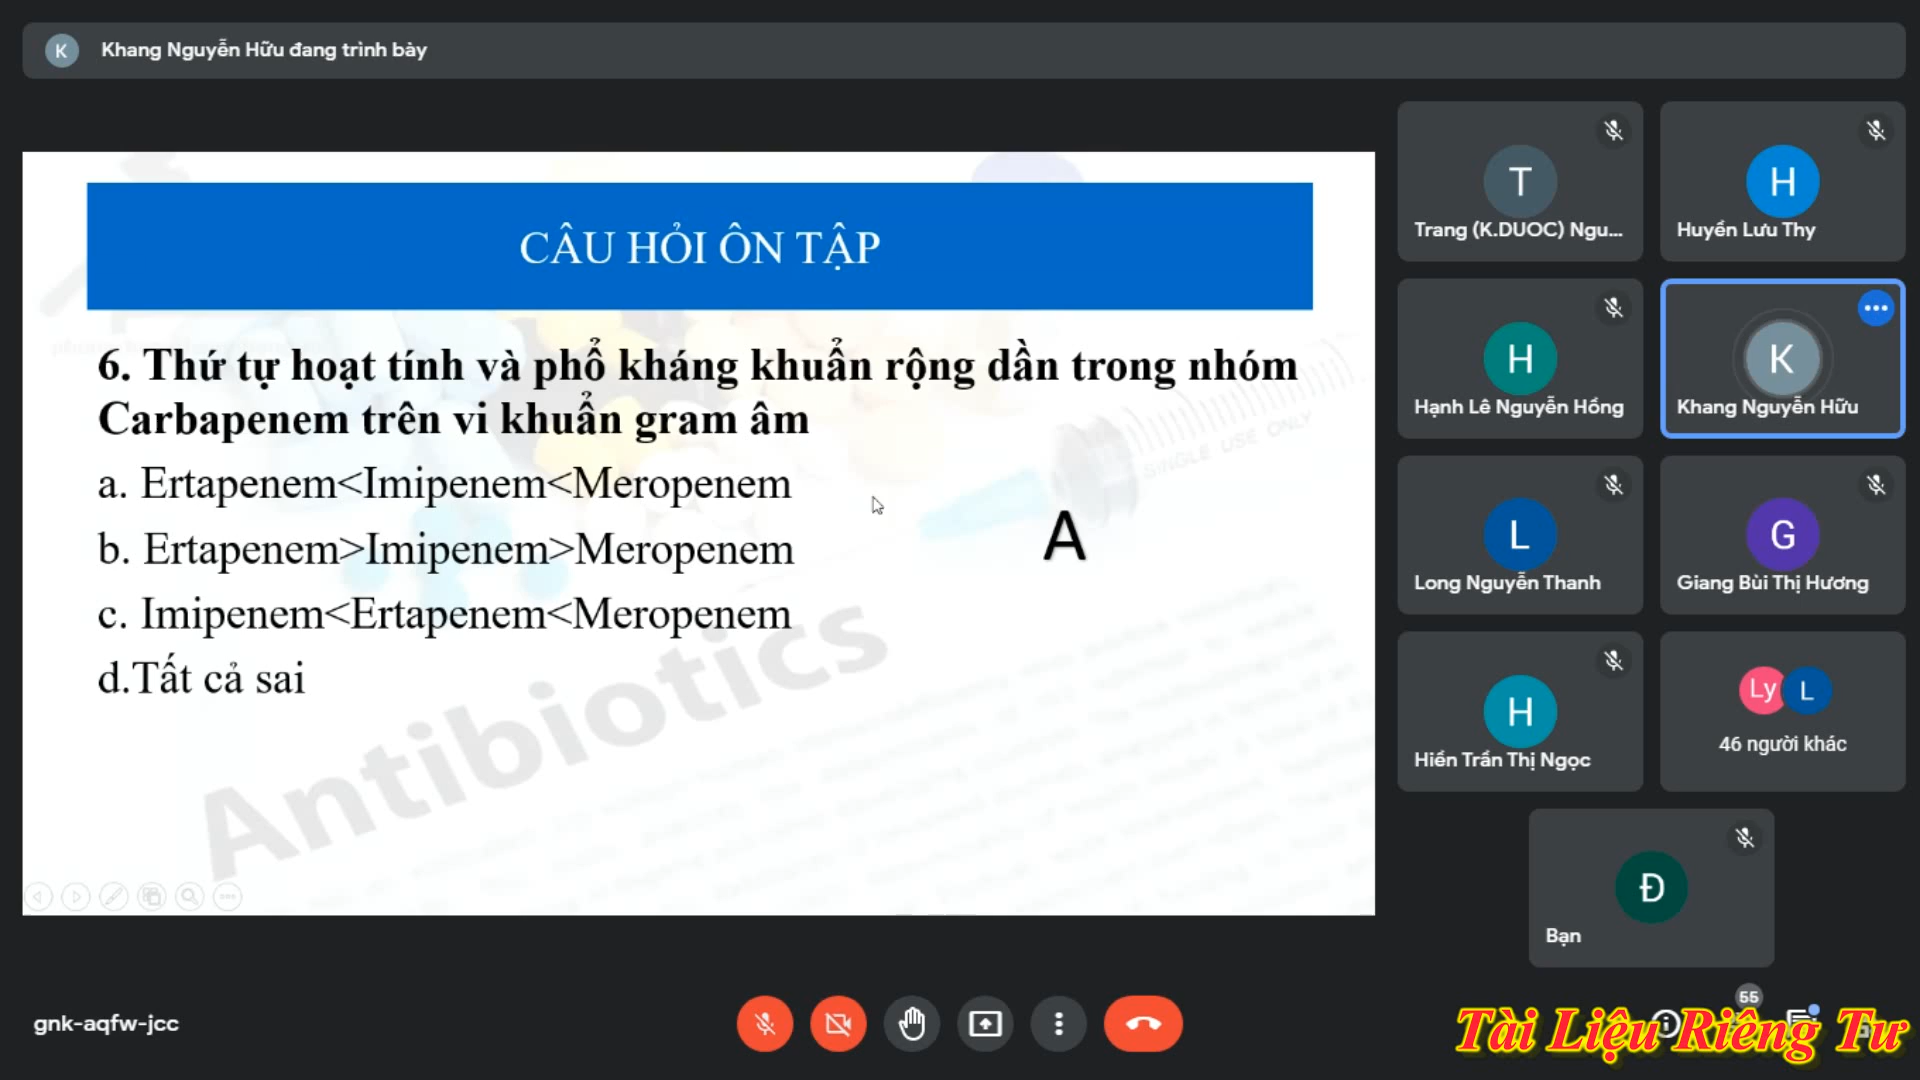 K
Khang Nguyễn Hữu đang trình bày
CÂU HỎI ÔN TẬP
6. Thứ tự hoạt tính và phổ kháng khuẩn rộng dần trong nhóm
Carbapenem trên vi khuẩn gram âm
a. Ertapenem<Imipenem<Meropenem
b. Ertapenem>Imipenem>Meropenem
c. Imipenem<Ertapenem<Meropenem
d.Tất cả sai
A
SINGLE USE ONLY
Antibiotics
T
Trang (K.DUOC) Ngu...
H
Huyền Lưu Thy
H
Hạnh Lê Nguyễn Hồng
K
Khang Nguyễn Hữu
L
Long Nguyễn Thanh
G
Giang Bùi Thị Hương
H
Hiền Trần Thị Ngọc
Ly
L
46 người khác
Đ
Bạn
gnk-aqfw-jcc
55
Tài Liệu Riêng Tư